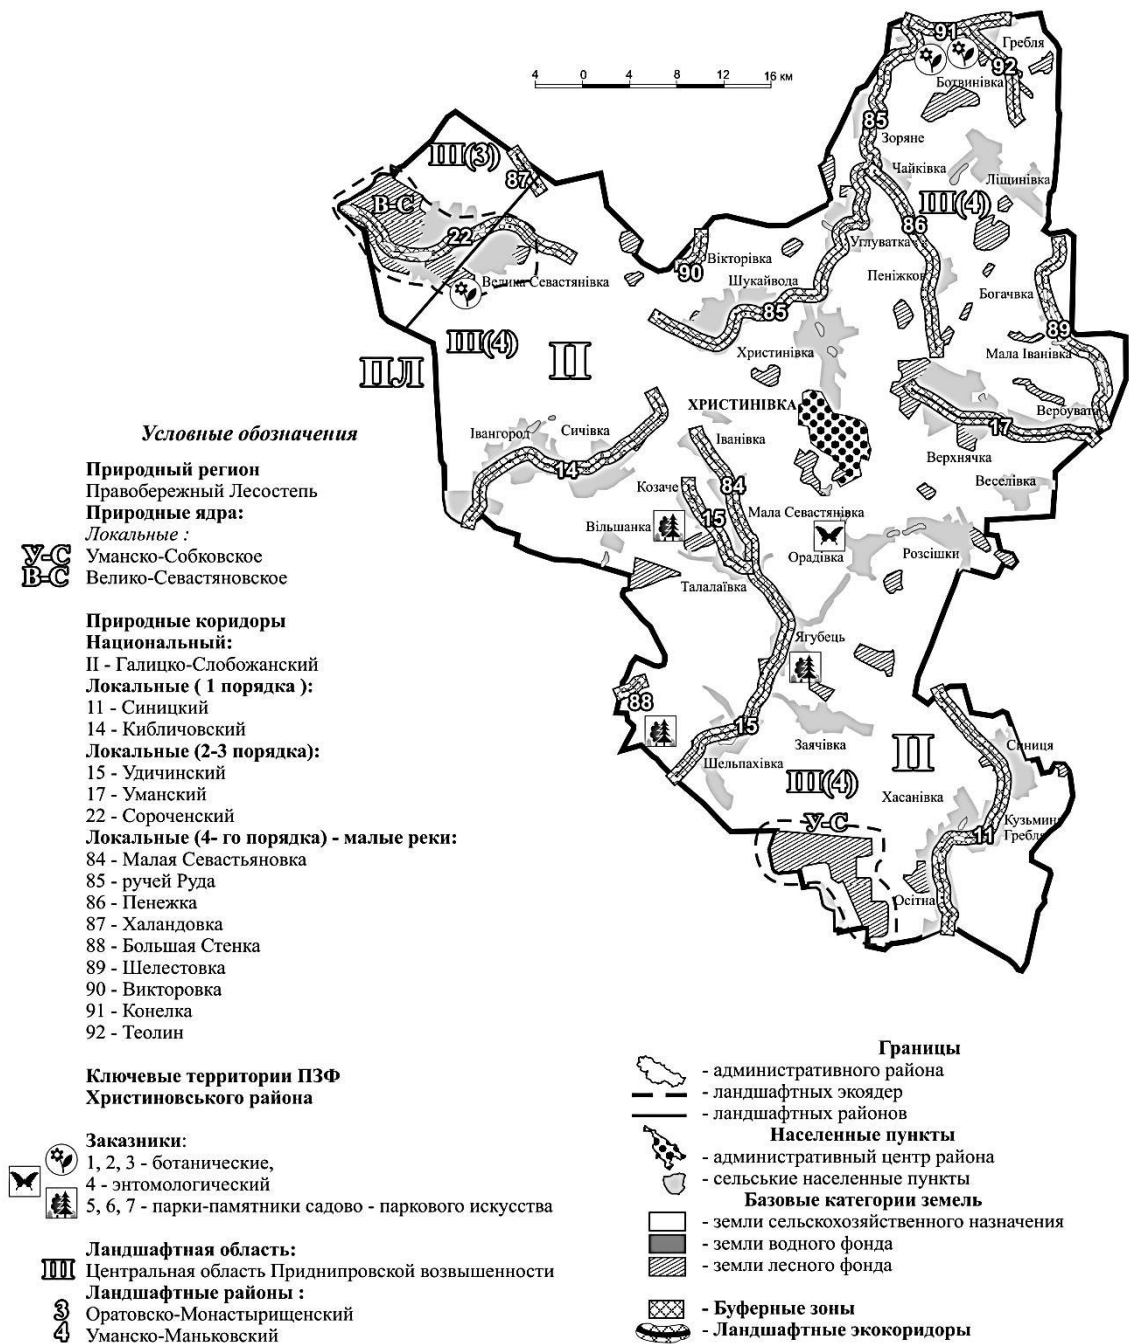 91
Гребля
92
Ботвинівка
4 0 4 8 12 16 км
85
Зоряне
III(3)
87
Чайківка
Ліщинівка
III(4)
В-С
86
22
Углуватка
Вікторівка
90
Велика Севастянівка
Шукайвода
Пеніжков
Богачвка
85
89
III(4)
II
Христинівка
Мала Іванівка
ПЛ
ХРИСТИНІВКА
Вербувата
Івангород
Сичівка
Іванівка
17
Верхнячка
14
Козаче
84
Веселівка
15
Мала Севастянівка
Вільшанка
Орадівка
Розсішки
Талалаївка
Ягубець
88
15
Заячівка
II
Синиця
Шельпахівка
III(4)
Хасанівка
У-С
Кузьмина
Гребля
11
Осітна
Условные обозначения
Природный регион
Правобережный Лесостепь
Природные ядра:
Локальные :
У-С Уманско-Собковское
В-С Велико-Севастяновское
Природные коридоры
Национальный:
II - Галицко-Слобожанский
Локальные ( 1 порядка ):
11 - Синицкий
14 - Кибличовский
Локальные (2-3 порядка):
15 - Удичинский
17 - Уманский
22 - Сороченский
Локальные (4- го порядка) - малые реки:
84 - Малая Севастьяновка
85 - ручей Руда
86 - Пенежка
87 - Халандовка
88 - Большая Стенка
89 - Шелестовка
90 - Викторовка
91 - Конелка
92 - Теолин
Ключевые территории ПЗФ
Христиновського района
Заказники:
1, 2, 3 - ботанические,
4 - энтомологический
5, 6, 7 - парки-памятники садово - паркового искусства
Ландшафтная область:
III Центральная область Приднипровской возвышенности
Ландшафтные районы :
3 Оратовско-Монастырищенский
4 Уманско-Маньковский
Границы
- административного района
- ландшафтных экоядер
- ландшафтных районов
Населенные пункты
- административный центр района
- сельськие населенные пункты
Базовые категории земель
- земли сельскохозяйственного назначения
- земли водного фонда
- земли лесного фонда
- Буферные зоны
- Ландшафтные экокоридоры